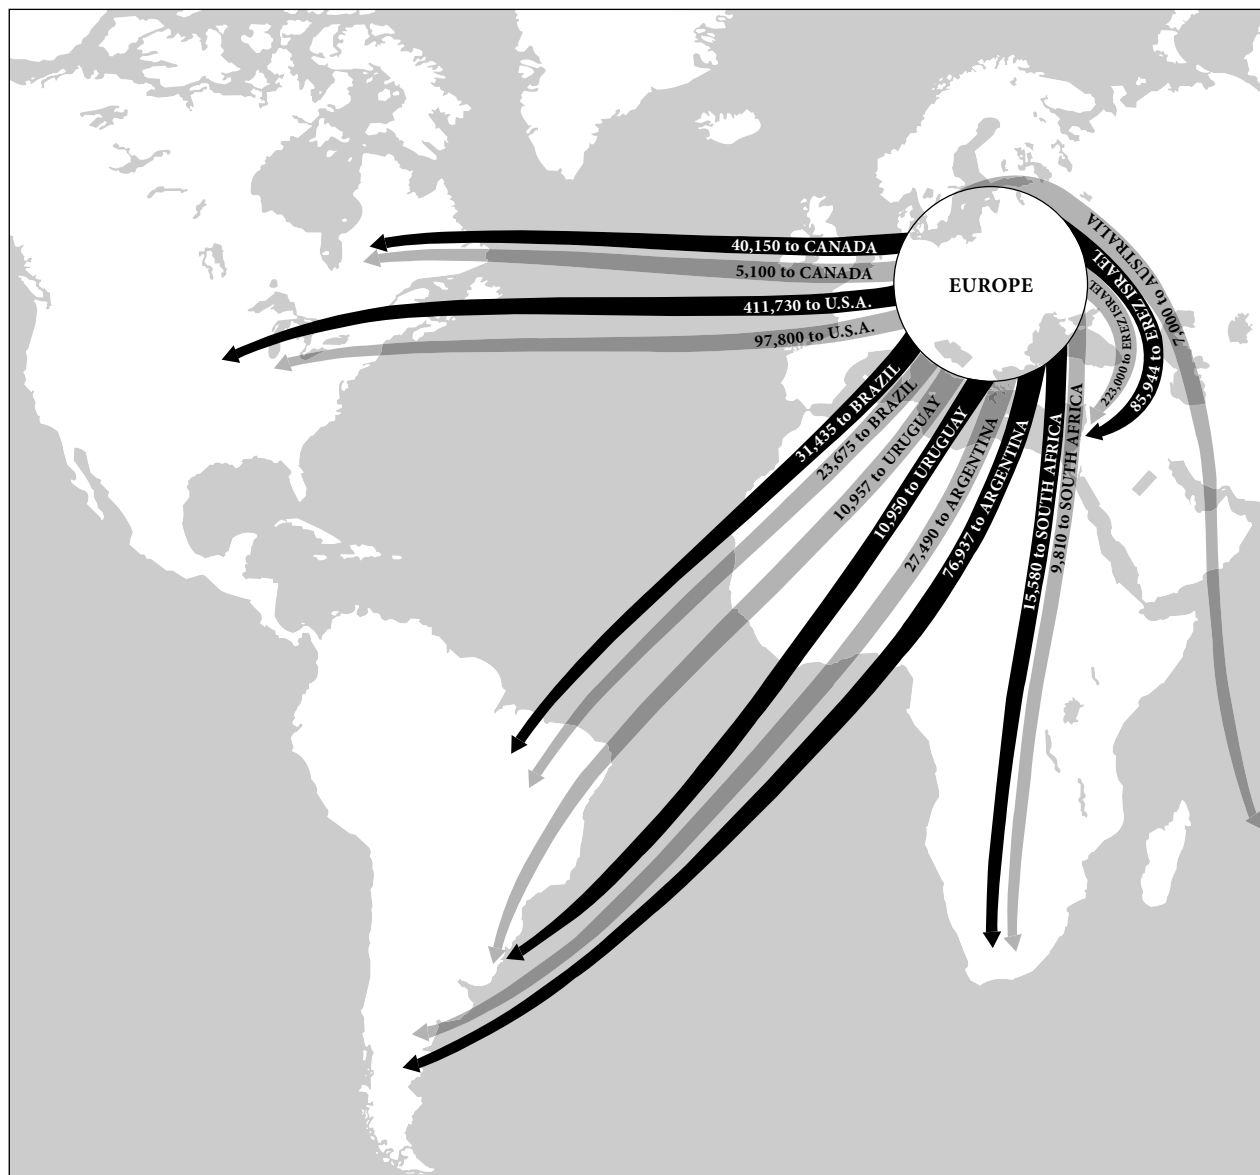 40,150 to CANADA
5,100 to CANADA
411,730 to U.S.A.
97,800 to U.S.A.
EUROPE
7,000 to AUSTRALIA
85,944 to EREZ ISRAEL
223,000 to EREZ ISRAEL
31,435 to BRAZIL
23,675 to BRAZIL
10,957 to URUGUAY
10,950 to URUGUAY
27,490 to ARGENTINA
76,937 to ARGENTINA
15,580 to SOUTH AFRICA
9,810 to SOUTH AFRICA